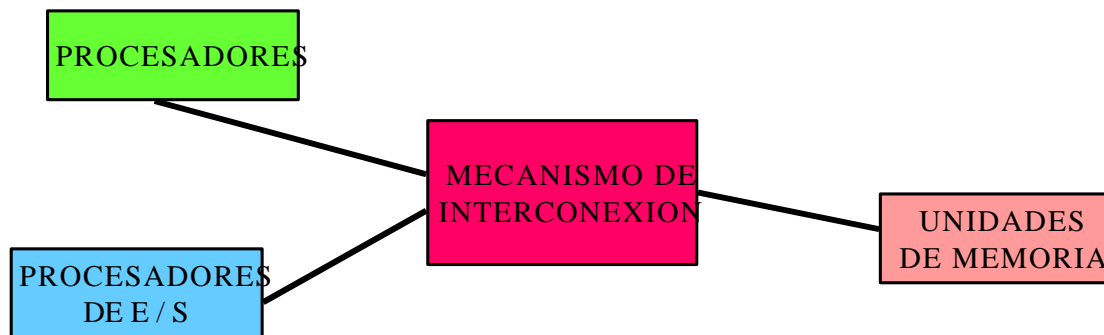 PROCESADORES
MECANISMO DE
INTERCONEXION
UNIDADES
DE MEMORIA
PROCESADORES
DE E / S